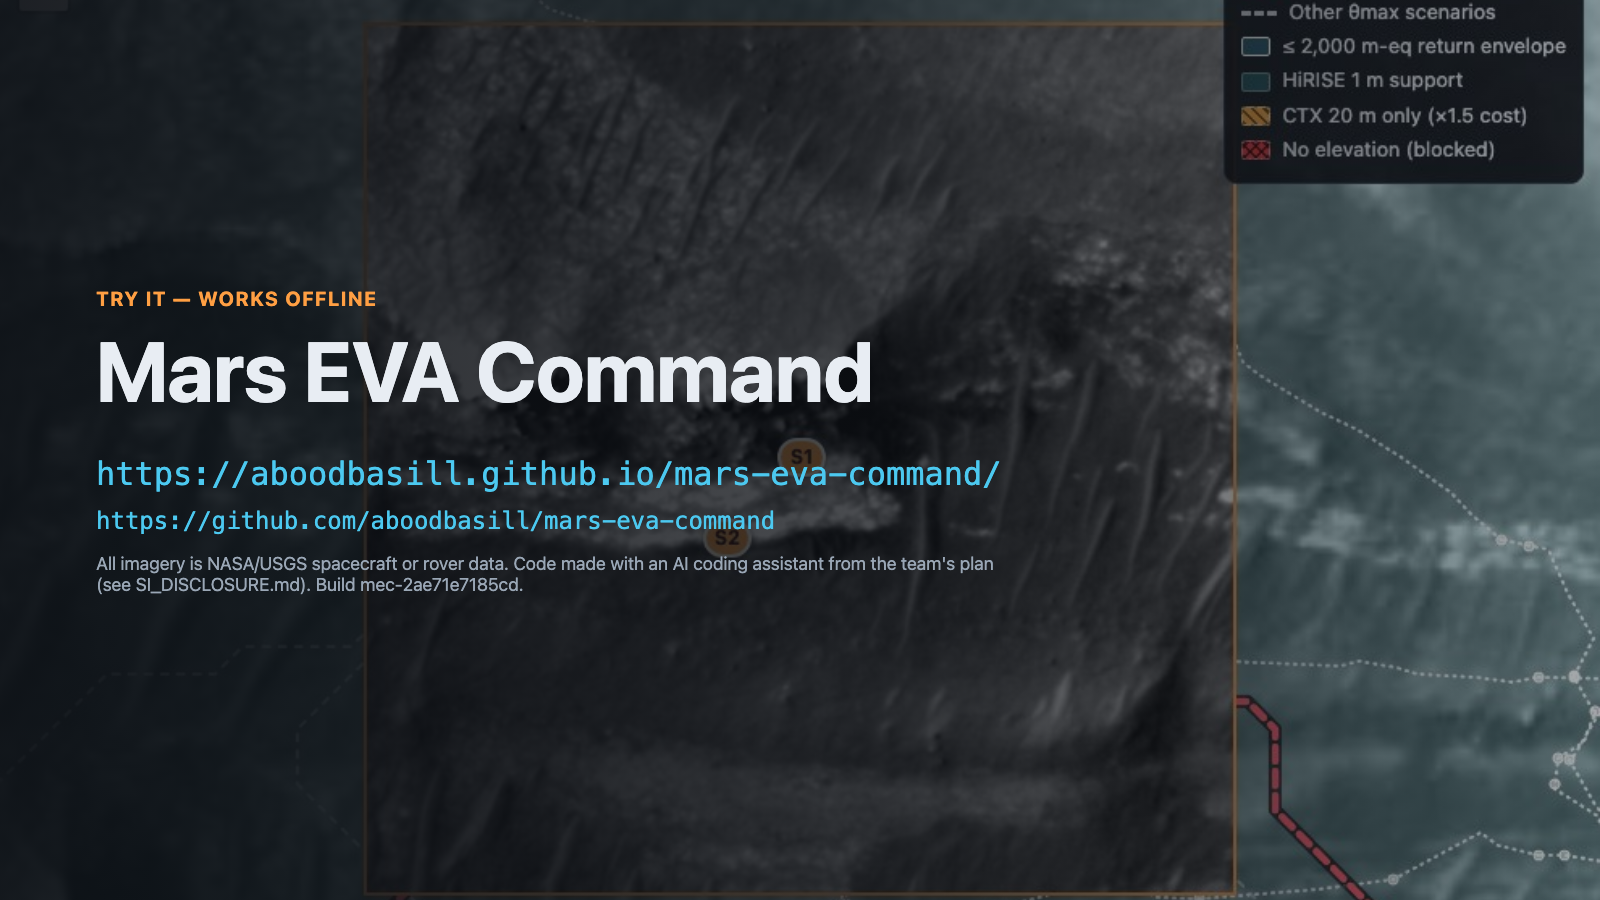 Other θmax scenarios
≤ 2,000 m-eq return envelope
HiRISE 1 m support
CTX 20 m only (×1.5 cost)
No elevation (blocked)
TRY IT — WORKS OFFLINE
Mars EVA Command
S1
https://aboodbasill.github.io/mars-eva-command/
https://github.com/aboodbasill/mars-eva-command
S2
All imagery is NASA/USGS spacecraft or rover data. Code made with an AI coding assistant from the team's plan
(see SI_DISCLOSURE.md). Build mec-2ae71e7185cd.